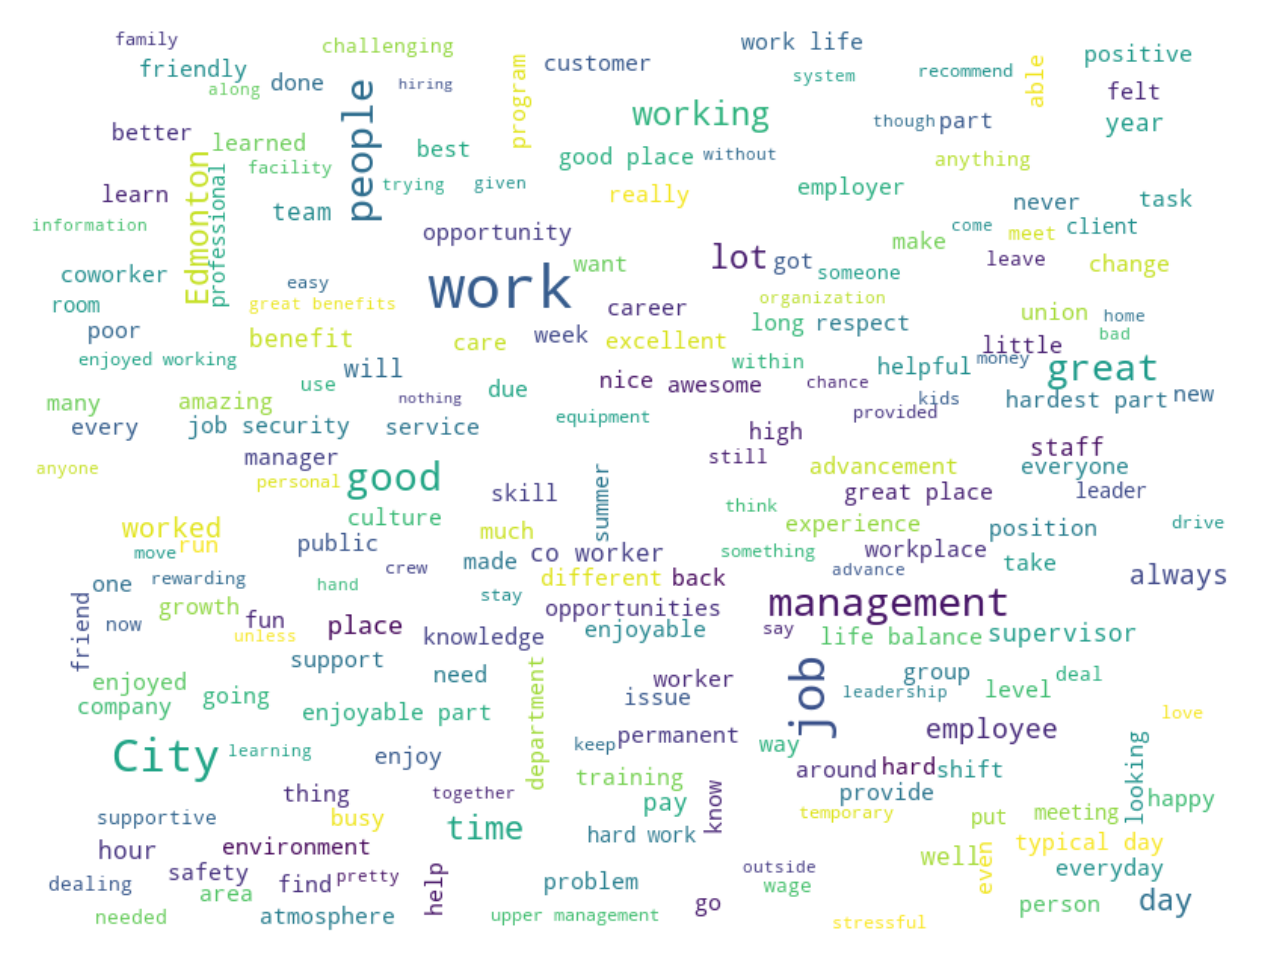 family
challenging
work life
positive
friendly
customer
done
hiring
along
people
program
system
recommend
able
felt
working
year
though
part
better
learned
best
good place
without
anything
facility
Edmonton
professional
learn
trying
given
really
employer
never
task
information
team
opportunity
come
meet
client
make
lot
got
someone
leave
change
coworker
want
work
easy
room
great benefits
career
organization
union
home
poor
benefit
week
care
excellent
long
respect
bad
little
enjoyed working
will
within
helpful
money
great
use
due
nice
awesome
chance
many
amazing
nothing
kids
hardest part
new
provided
every
job security
service
equipment
high
staff
anyone
manager
good
still
advancement
everyone
personal
skill
summer
great place
leader
think
culture
worked
much
experience
position
drive
run
move
public
co worker
something
workplace
made
take
one
rewarding
crew
different
back
advance
always
hand
friend
growth
stay
opportunities
management
now
fun
unless
place
knowledge
enjoyable
say
life balance
supervisor
support
need
department
worker
job
group
deal
enjoyed
going
issue
leadership
level
company
enjoyable part
love
City
learning
enjoy
keep
permanent
way
employee
looking
around
hard
shift
training
thing
together
pay
know
provide
happy
supportive
busy
time
hard work
temporary
put
meeting
hour
environment
typical day
well
even
safety
find
pretty
help
outside
everyday
dealing
area
problem
wage
needed
atmosphere
upper management
go
person
day
stressful